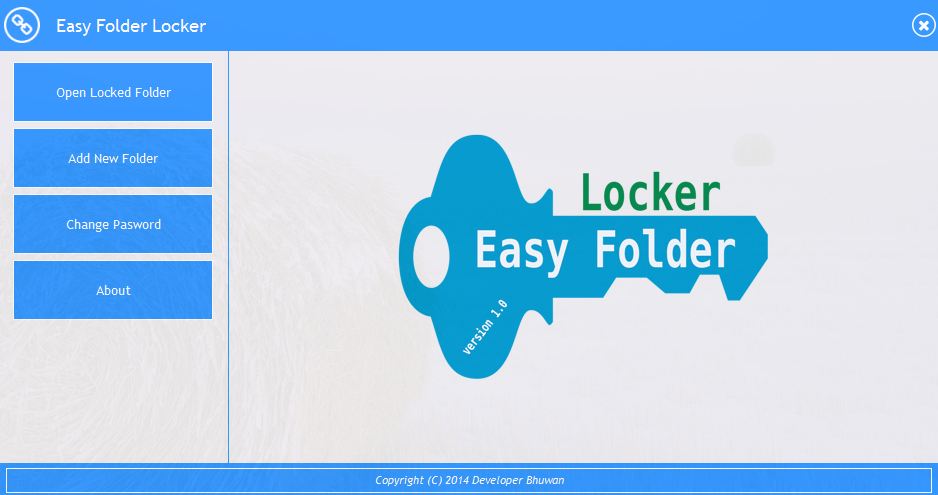 Easy Folder Locker
Open Locked Folder
Add New Folder
Change Pasword
About
Locker
Easy Folder
version 1.0
Copyright (C) 2014 Developer Bhuwan